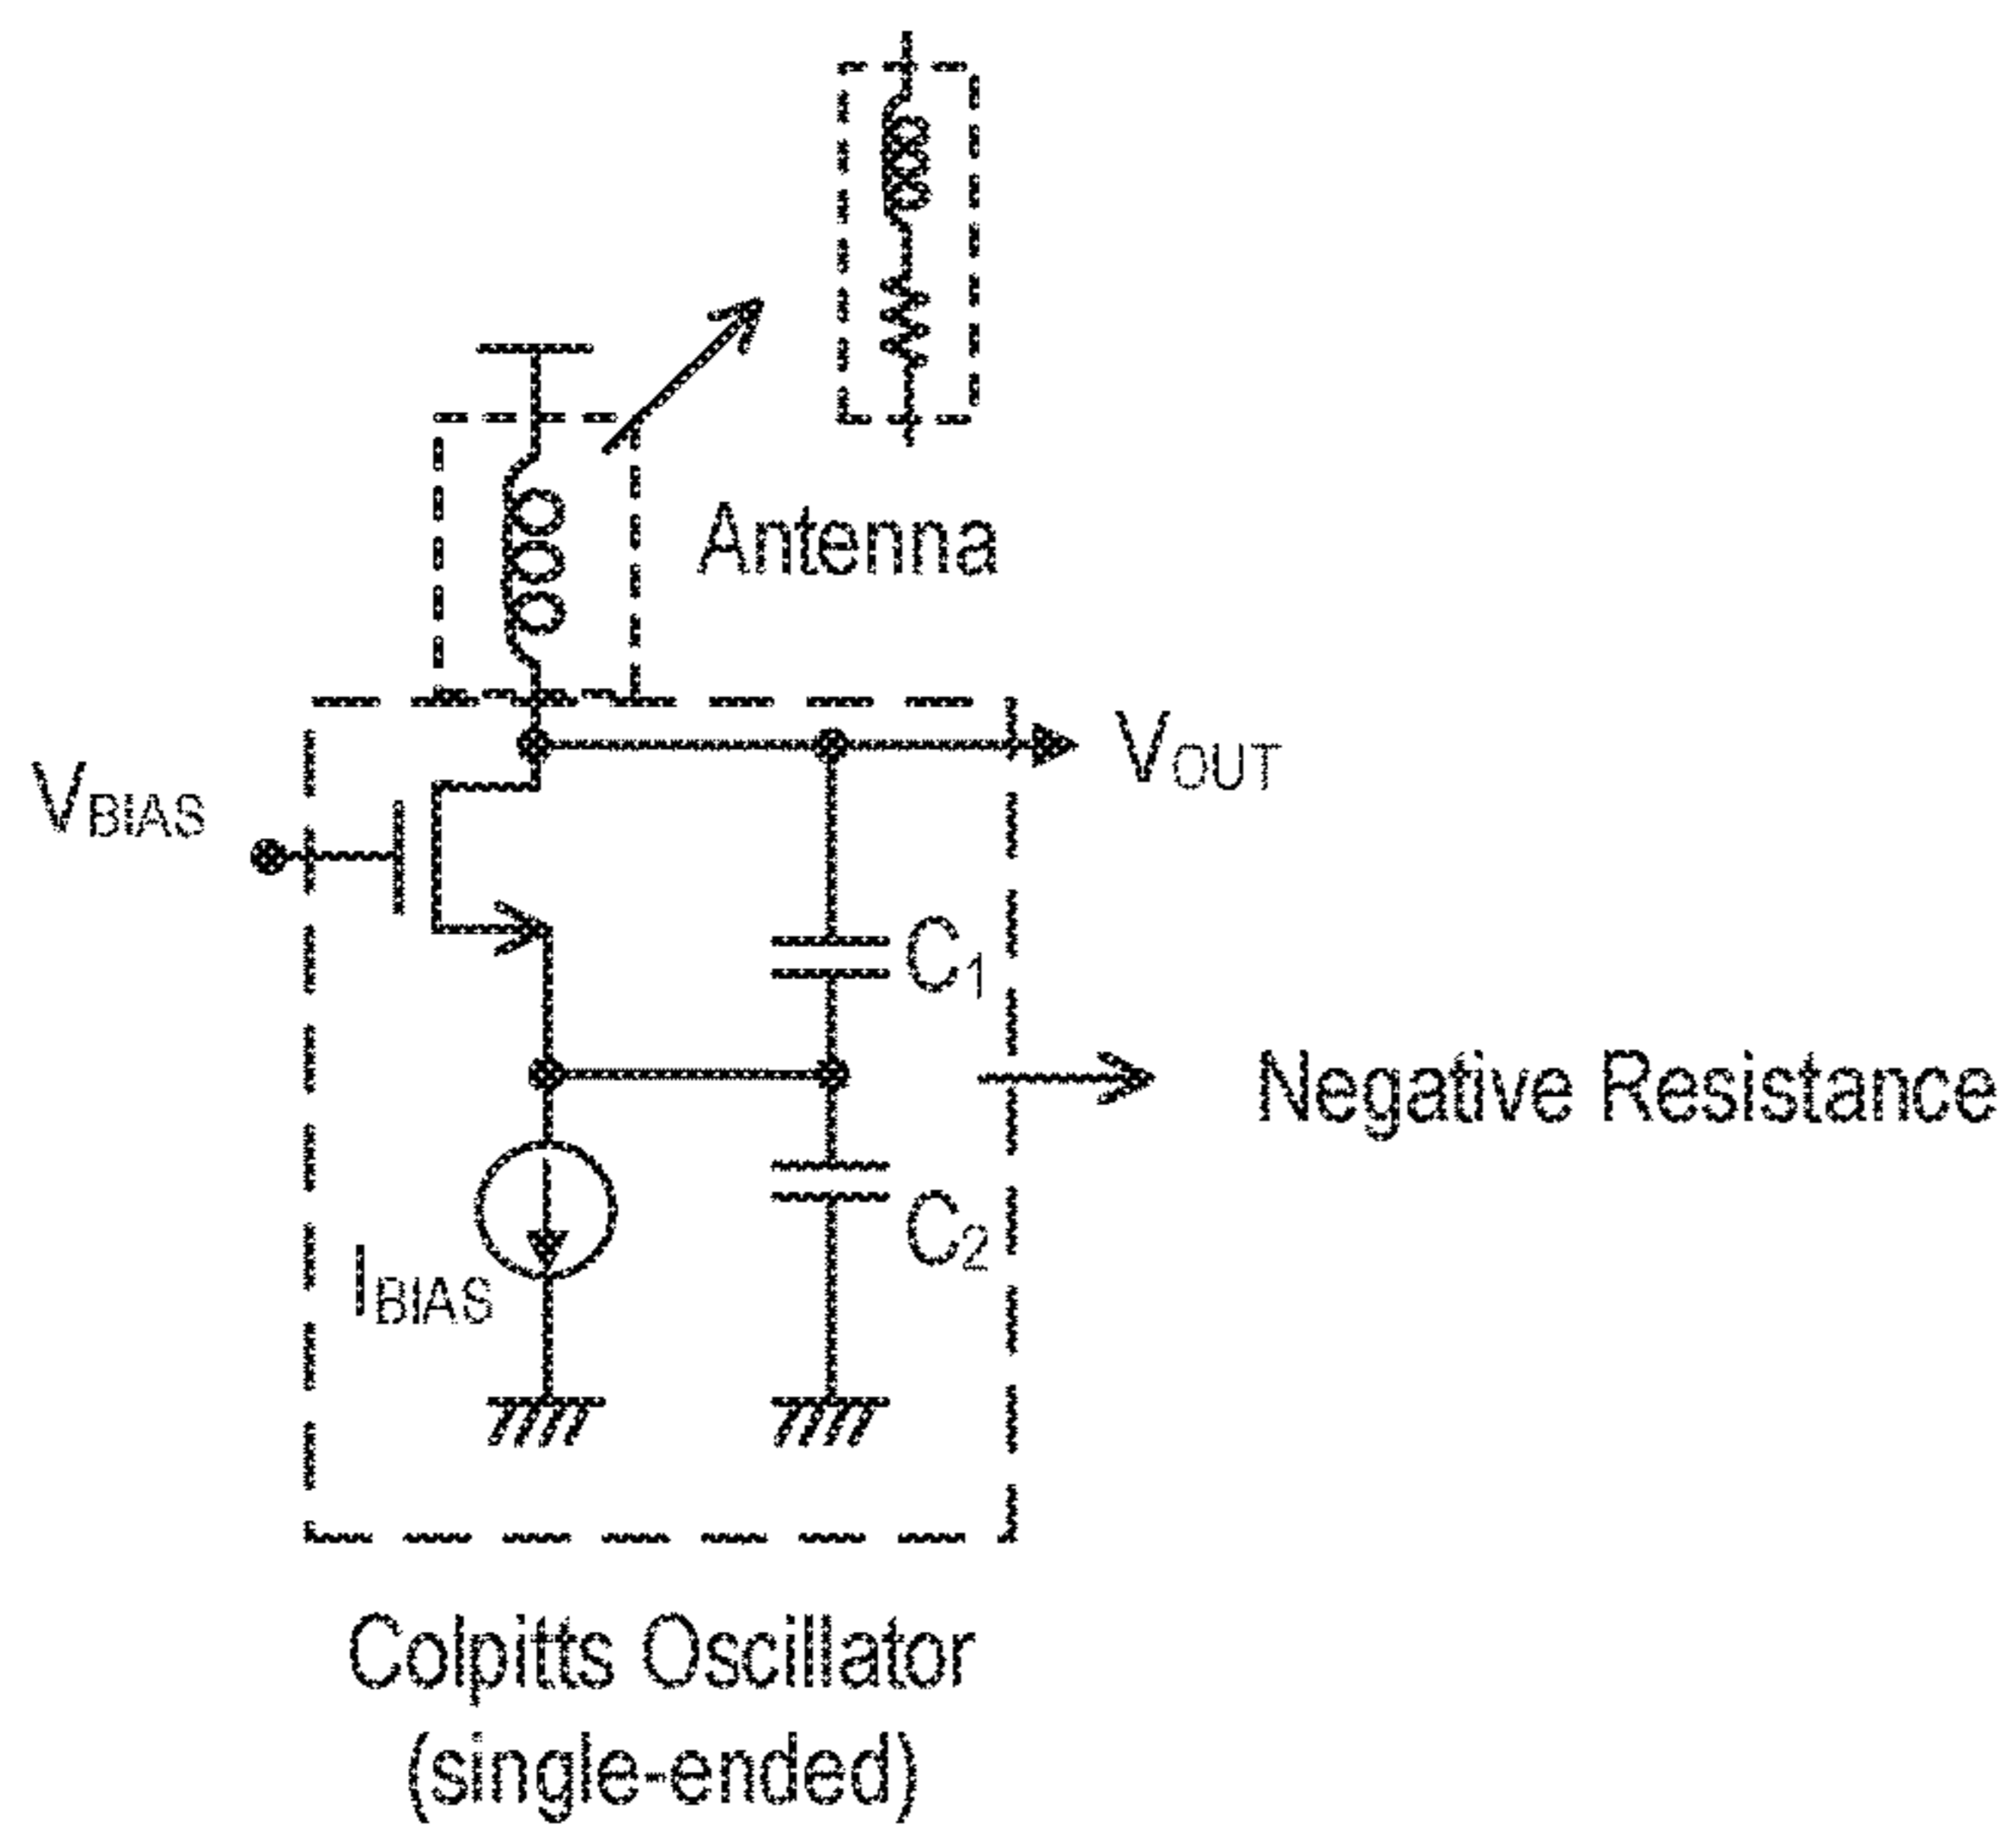 Antenna
VOUT
VBIAS
C1
Negative Resistance
C2
IBIAS
Colpitts Oscillator
(single-ended)